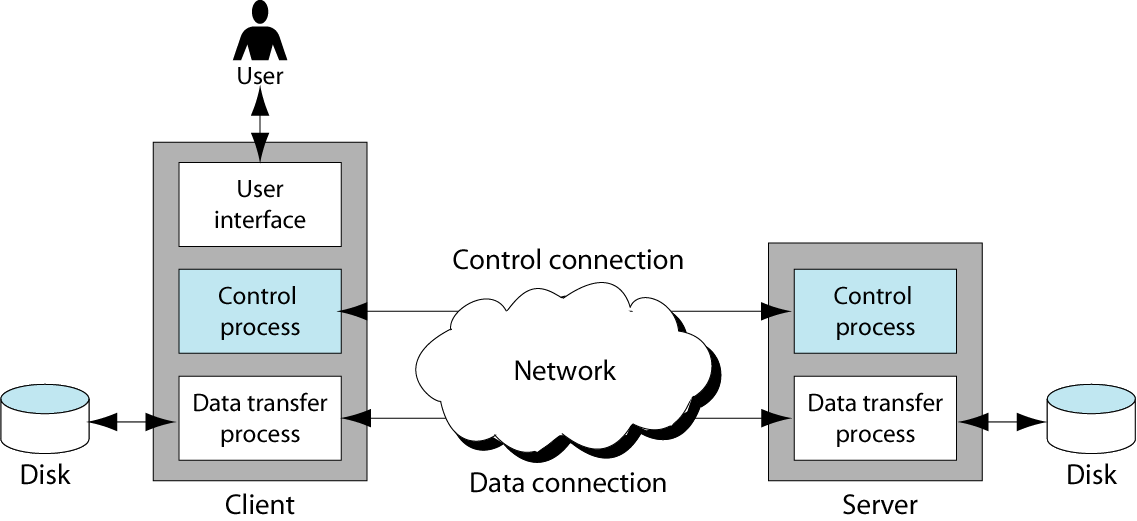 User
User
interface
Control connection
Control
process
Control
process
Network
Data transfer
process
Data transfer
process
Disk
Data connection
Disk
Client
Server